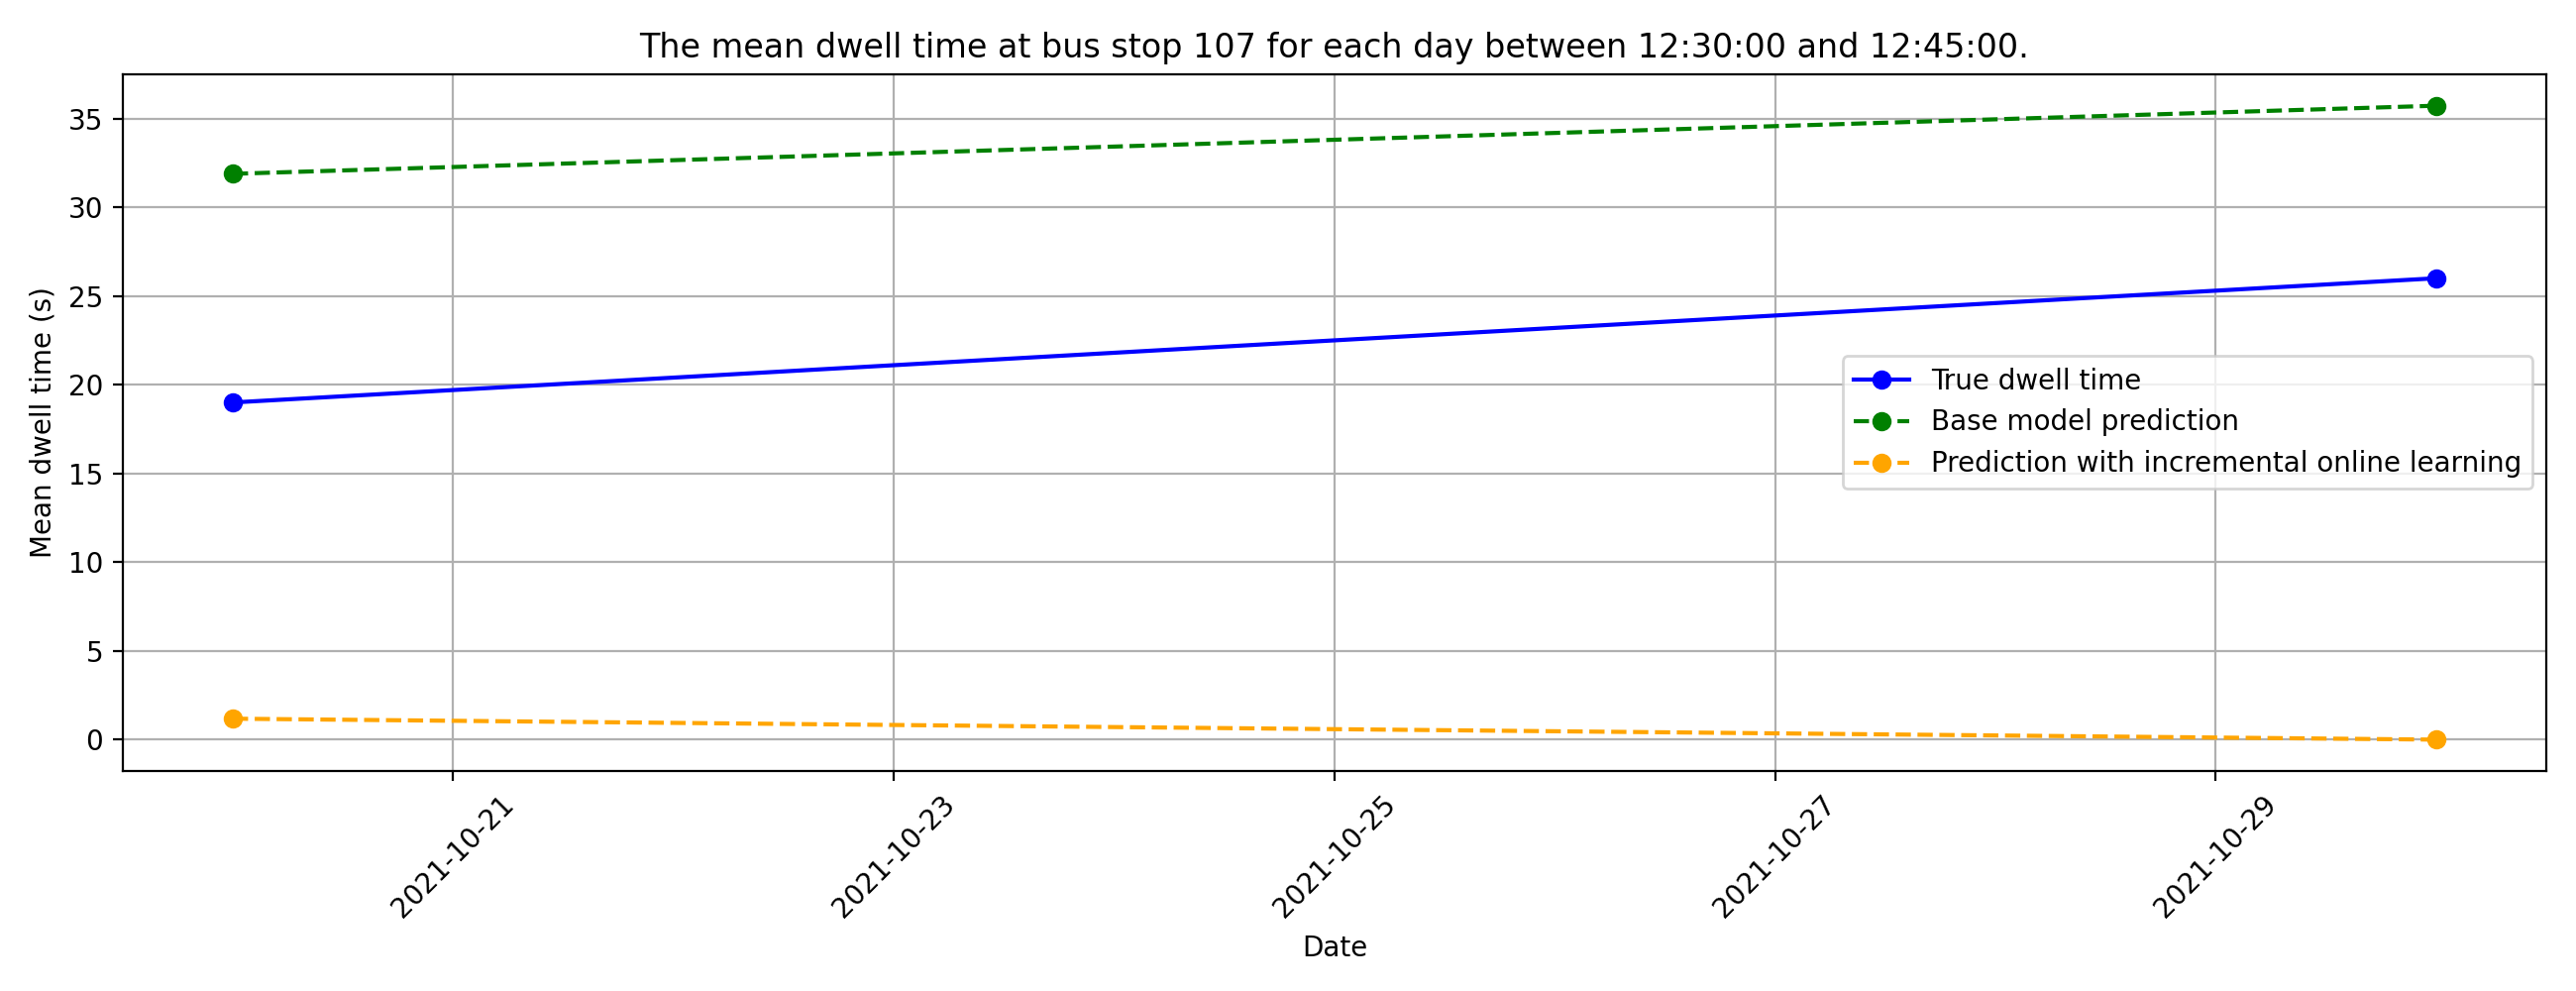 The mean dwell time at bus stop 107 for each day between 12:30:00 and 12:45:00.
Mean dwell time (s)
35
30
25
20
15
10
5
0
True dwell time
Base model prediction
Prediction with incremental online learning
2021-10-21
2021-10-23
2021-10-25
2021-10-27
2021-10-29
Date